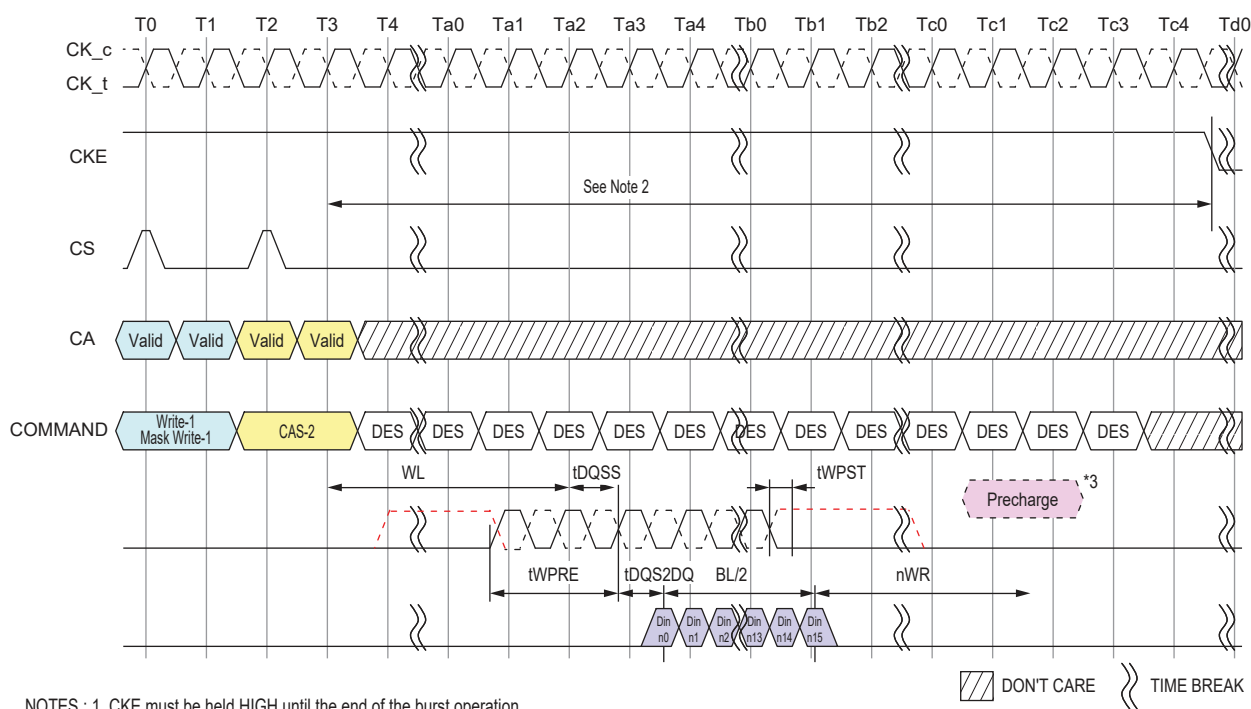 T0 T1 T2 T3 T4 Ta0 Ta1 Ta2 Ta3 Ta4 Tb0 Tb1 Tb2 Tc0 Tc1 Tc2 Tc3 Tc4 Td0
CK_c
CK_t
CKE
See Note 2
CS
CA Valid Valid Valid Valid
COMMAND Write-1 Mask Write-1 CAS-2 DES DES DES DES DES DES DES DES DES DES DES DES DES
WL tDQSS tWPST
Precharge *3
tWPRE tDQS2DQ BL/2 nWR
Din n0 Din n1 Din n2 Din n13 Din n14 Din n15
DON'T CARE TIME BREAK
NOTES : 1. CKE must be held HIGH until the end of the burst operation.